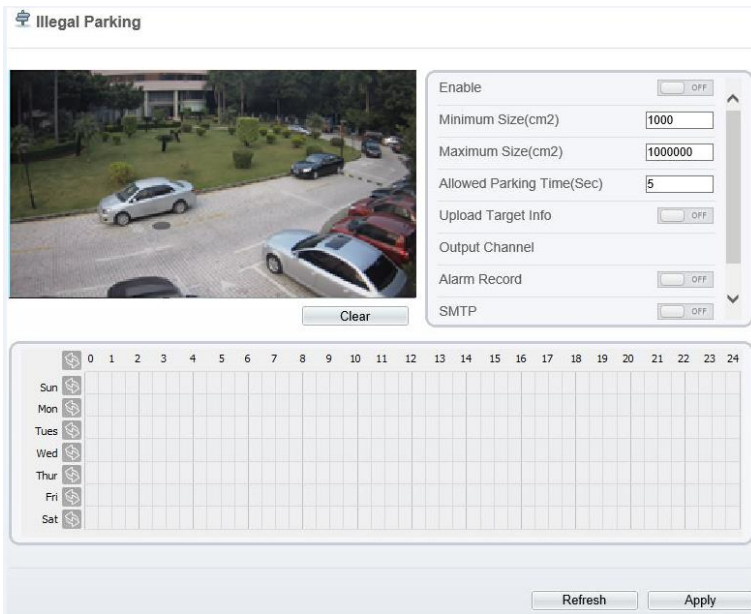 Illegal Parking
Enable OFF
Minimum Size(cm2) 1000
Maximum Size(cm2) 1000000
Allowed Parking Time(Sec) 5
Upload Target Info OFF
Output Channel
Alarm Record OFF
SMTP OFF
Clear
0 1 2 3 4 5 6 7 8 9 10 11 12 13 14 15 16 17 18 19 20 21 22 23 24
Sun
Mon
Tues
Wed
Thur
Fri
Sat
Refresh Apply